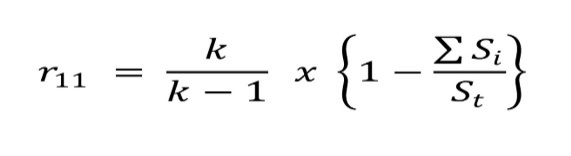 r₁₁ = k / (k − 1) x {1 − Σ Sᵢ / Sₜ}